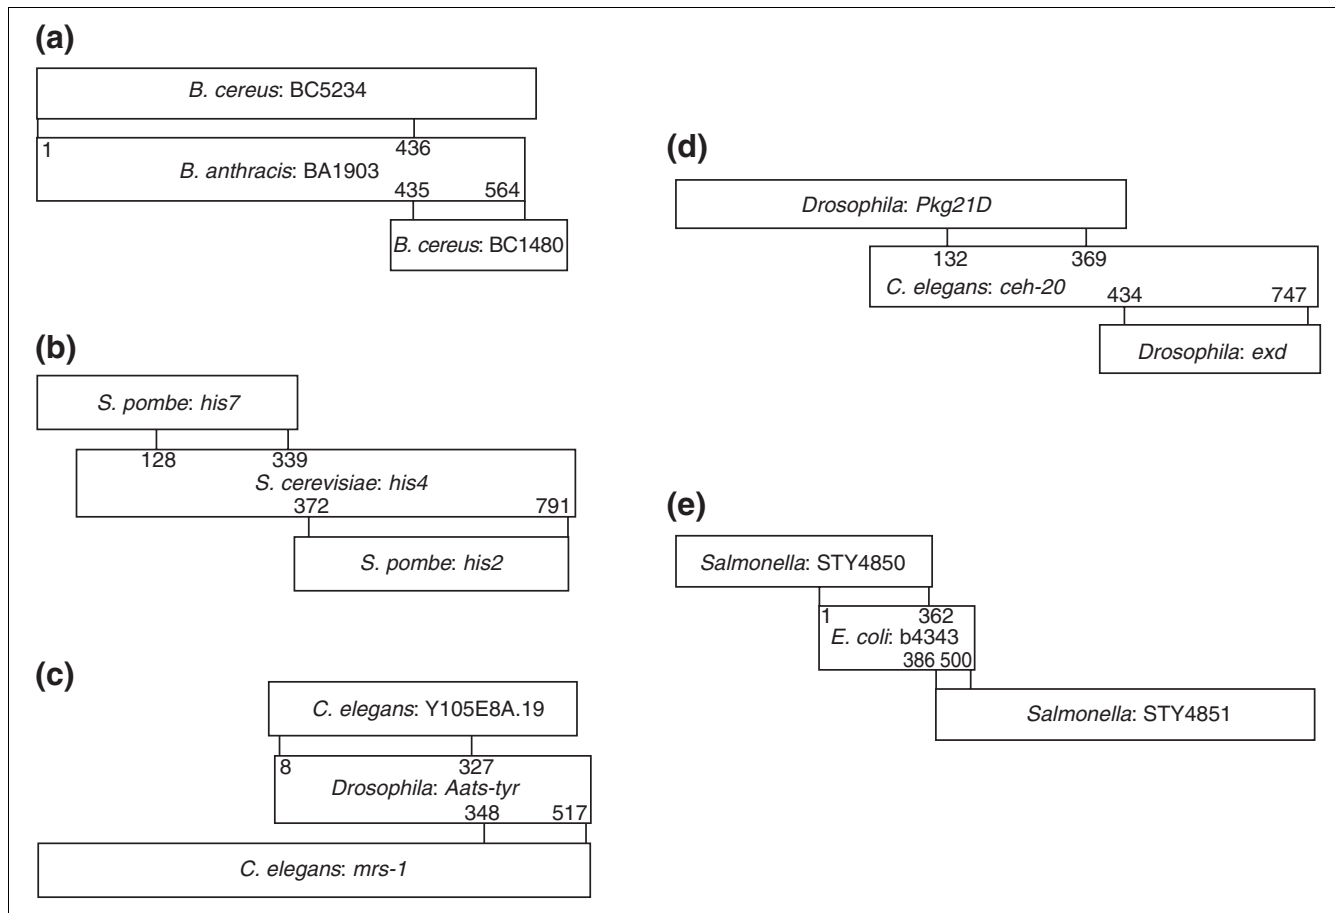 (a)
B. cereus: BC5234
1
436
B. anthracis: BA1903
435 564
B. cereus: BC1480
(b)
S. pombe: his7
128 339
S. cerevisiae: his4
372 791
S. pombe: his2
(c)
C. elegans: Y105E8A.19
8 327
Drosophila: Aats-tyr
348 517
C. elegans: mrs-1
(d)
Drosophila: Pkg21D
132 369
C. elegans: ceh-20
434 747
Drosophila: exd
(e)
Salmonella: STY4850
1 362
E. coli: b4343
386 500
Salmonella: STY4851